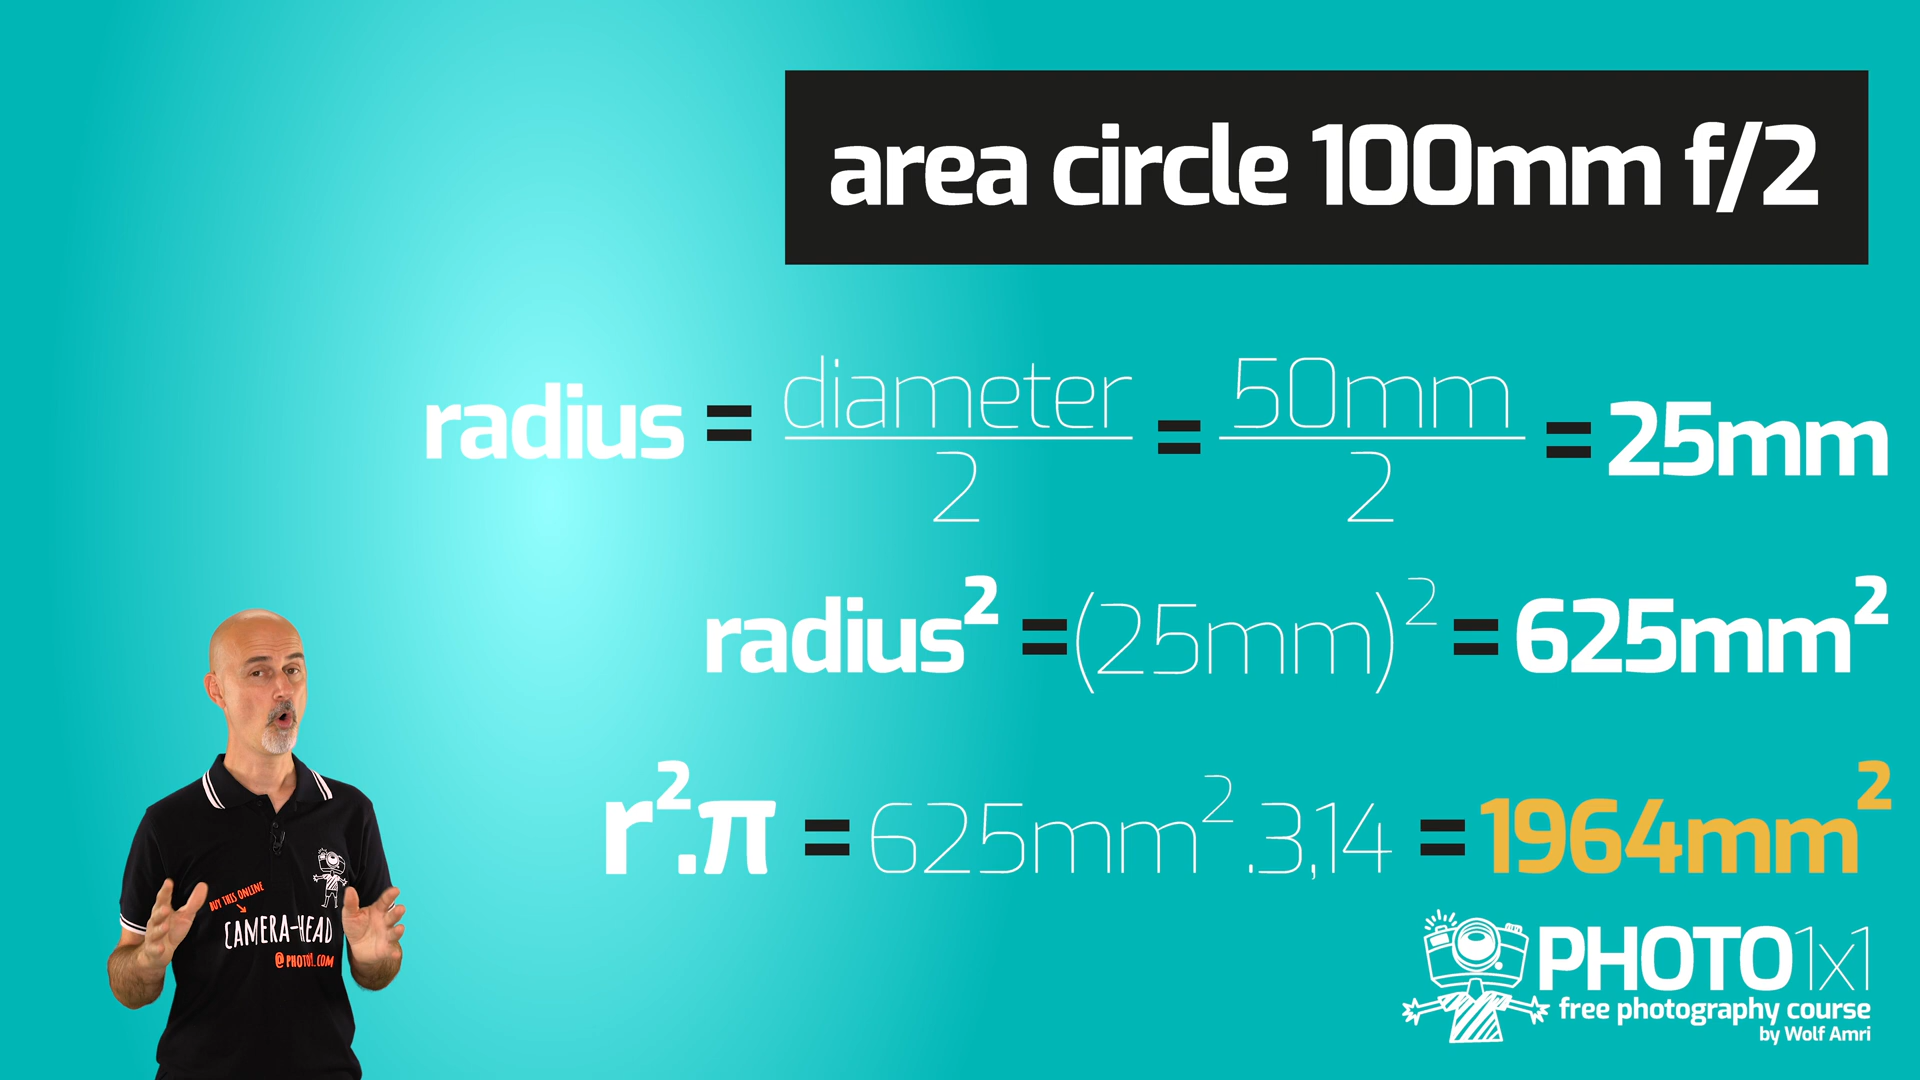 area circle 100mm f/2
radius = diameter/2 = 50mm/2 = 25mm
radius² =(25mm)² = 625mm²
r².π = 625mm².3,14 = 1964mm²
BUY THIS ONLINE
CAMERA-HEAD
@PHOTO1.COM
PHOTO1x1
free photography course
by Wolf Amri